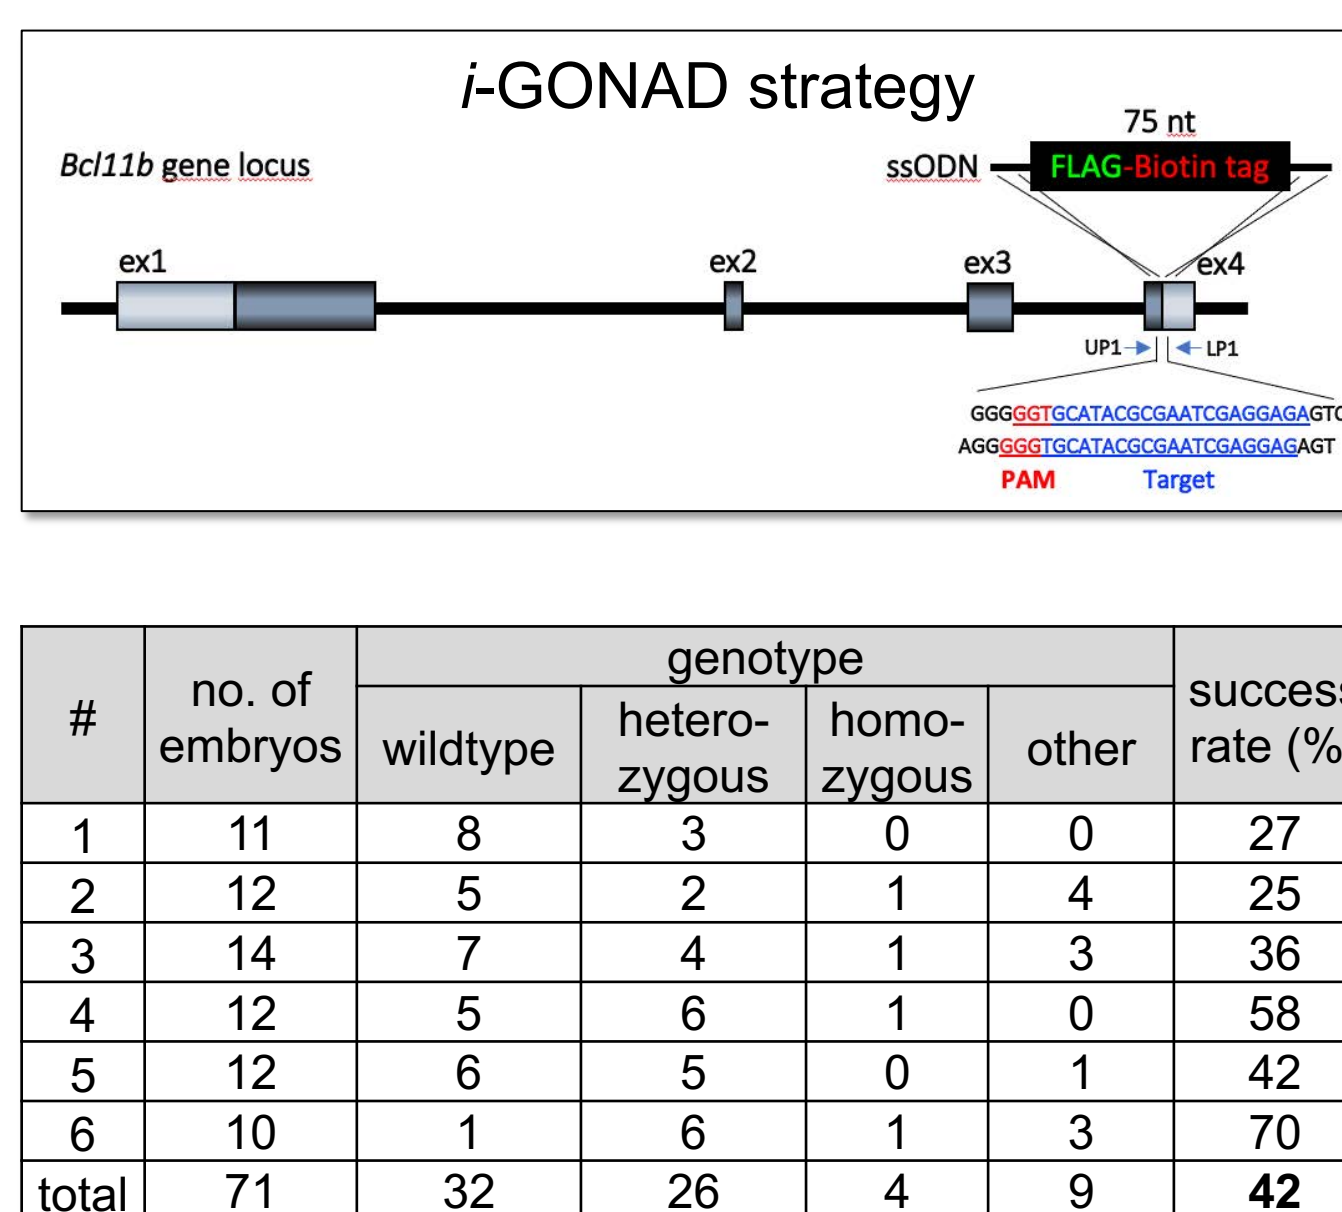 i-GONAD strategy
75 nt
Bcl11b gene locus
ssODN
FLAG-Biotin tag
ex1
ex2
ex3
ex4
UP1
LP1
GGGGGTGCATACGCGAATCGAGGAGAGTC
AGGGGGTGCATACGCGAATCGAGGAGAGT
PAM
Target
# no. of embryos genotype success rate (%
wildtype hetero-zygous homo-zygous other
1 11 8 3 0 0 27
2 12 5 2 1 4 25
3 14 7 4 1 3 36
4 12 5 6 1 0 58
5 12 6 5 0 1 42
6 10 1 6 1 3 70
total 71 32 26 4 9 42